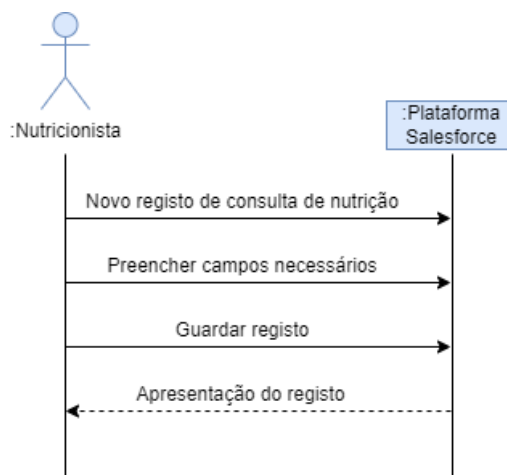 :Nutricionista
:Plataforma
Salesforce
Novo registo de consulta de nutrição
Preencher campos necessários
Guardar registo
Apresentação do registo